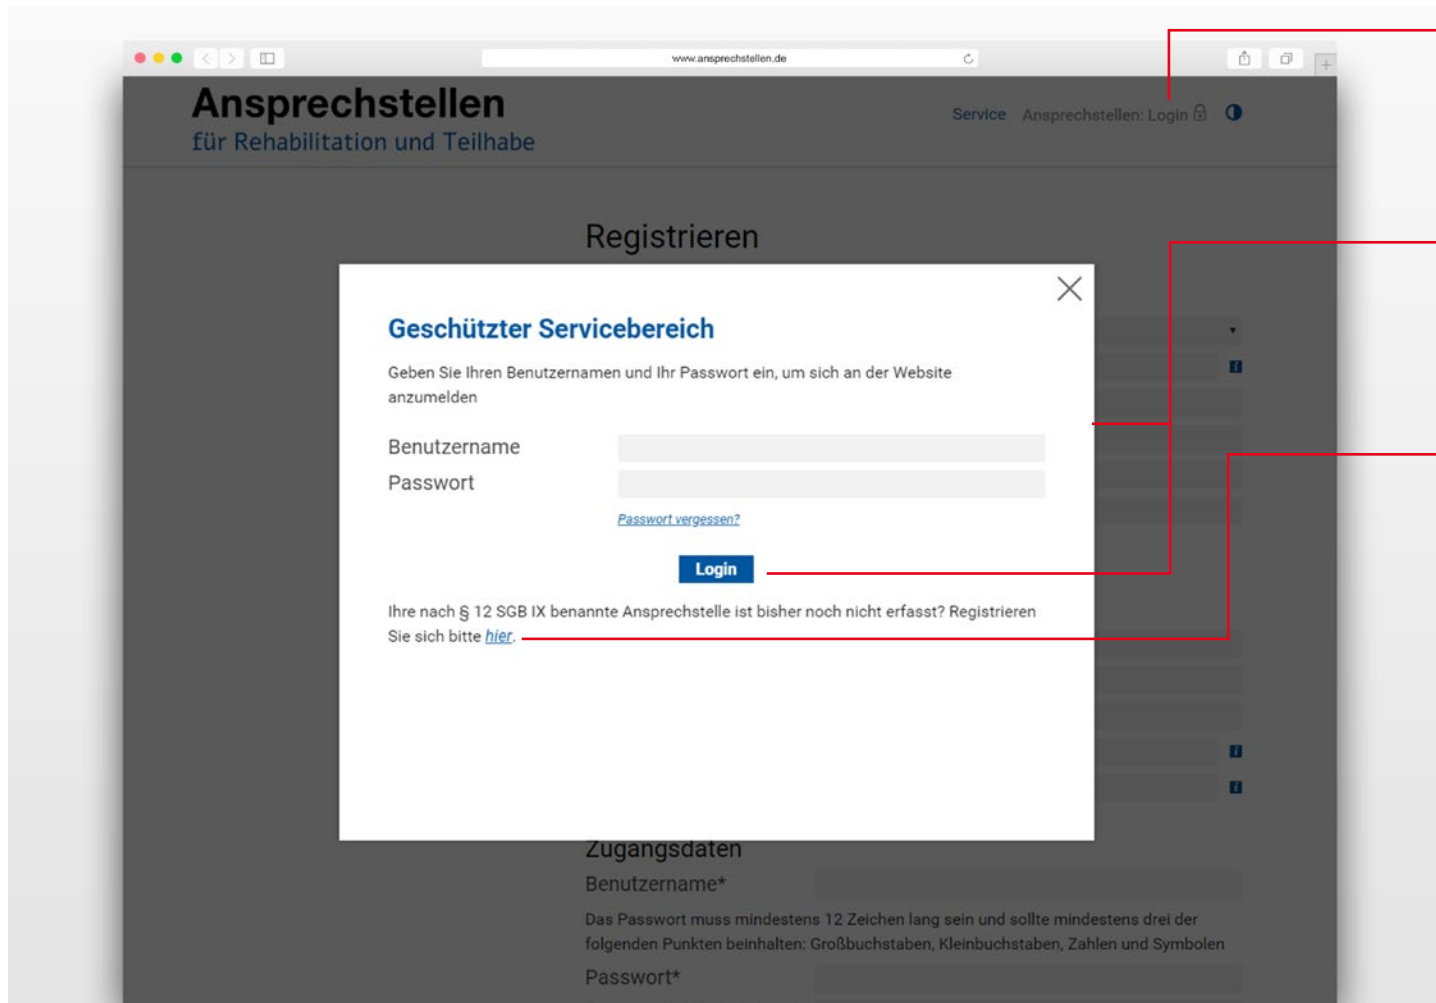 www.ansprechstellen.de
Ansprechstellen
für Rehabilitation und Teilhabe
Service Ansprechstellen: Login
Registrieren
Geschützter Servicebereich
Geben Sie Ihren Benutzernamen und Ihr Passwort ein, um sich an der Website
anzumelden
Benutzername
Passwort
Passwort vergessen?
Login
Ihre nach § 12 SGB IX benannte Ansprechstelle ist bisher noch nicht erfasst? Registrieren
Sie sich bitte hier.
Zugangsdaten
Benutzername*
Das Passwort muss mindestens 12 Zeichen lang sein und sollte mindestens drei der
folgenden Punkten beinhalten: Großbuchstaben, Kleinbuchstaben, Zahlen und Symbolen
Passwort*